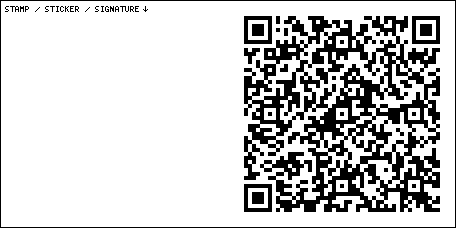 STAMP / STICKER / SIGNATURE ↓